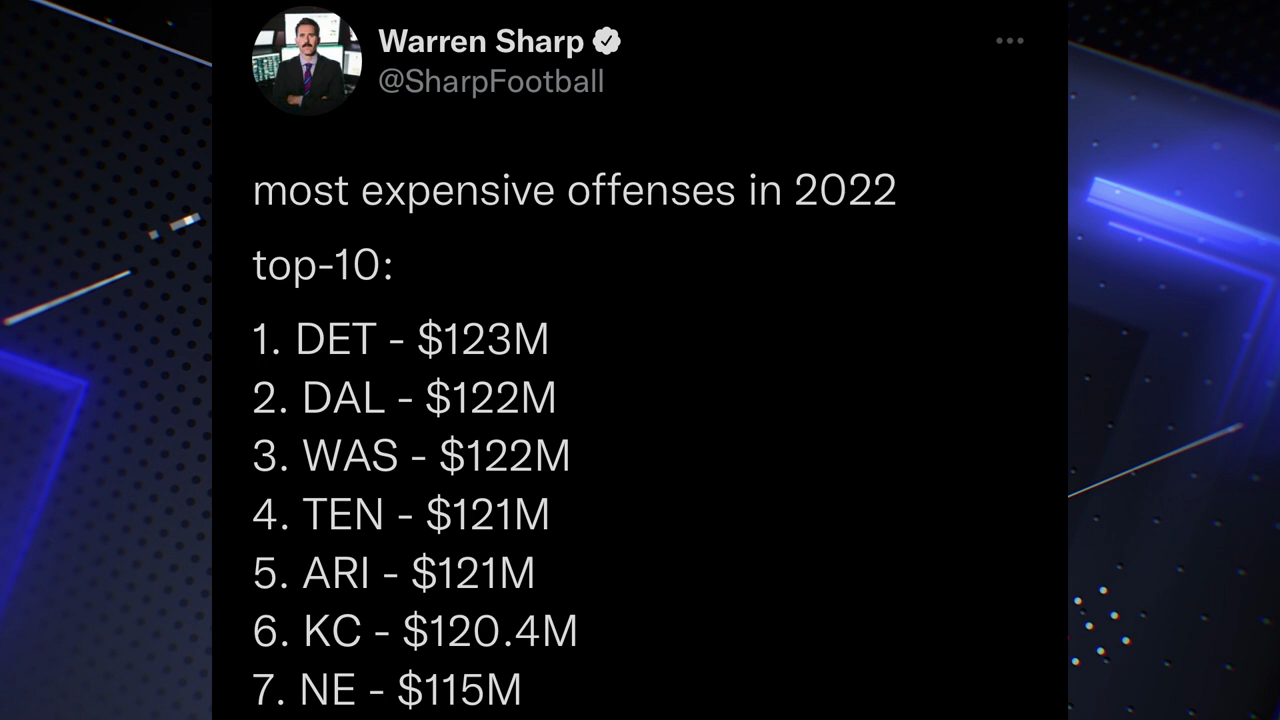 Warren Sharp
@SharpFootball
most expensive offenses in 2022
top-10:
1. DET - $123M
2. DAL - $122M
3. WAS - $122M
4. TEN - $121M
5. ARI - $121M
6. KC - $120.4M
7. NE - $115M